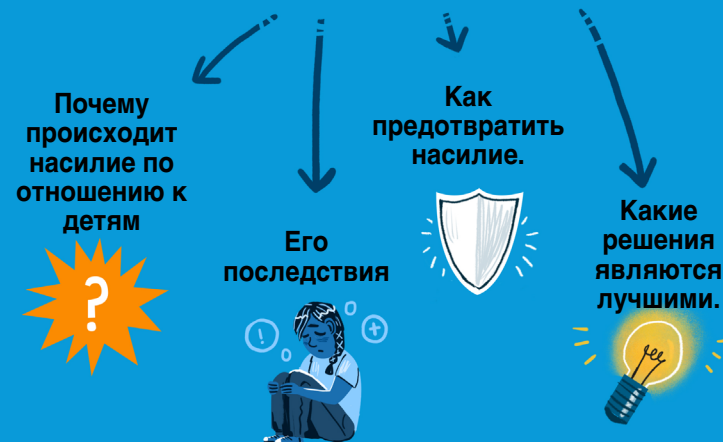 Почему
происходит
насилие по
отношению к
детям
?
Его
последствия
!
+
Как
предотвратить
насилие.
Какие
решения
являются
лучшими.